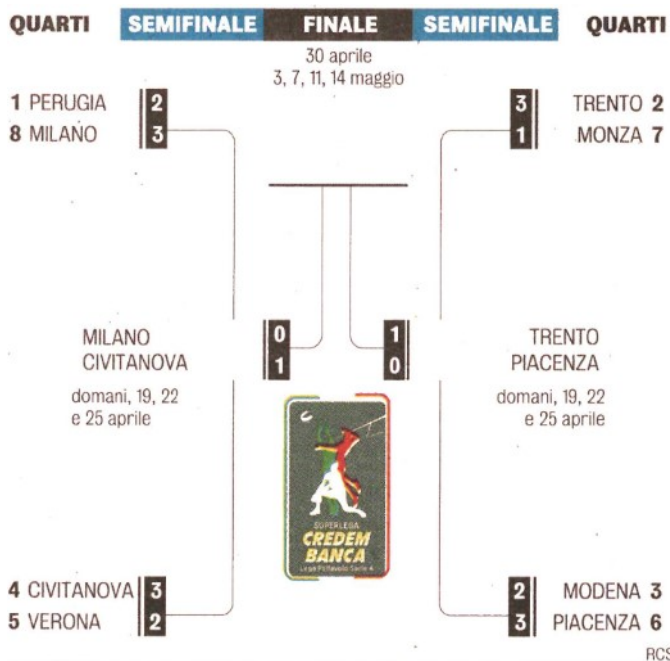 QUARTI SEMIFINALE FINALE SEMIFINALE QUARTI
30 aprile
3, 7, 11, 14 maggio
1 PERUGIA 2
8 MILANO 3
3 TRENTO 2
1 MONZA 7
MILANO 0
CIVITANOVA 1
domani, 19, 22
e 25 aprile
1 TRENTO
0 PIACENZA
domani, 19, 22
e 25 aprile
SUPERLEGA
CREDEM
BANCA
Lega Pallavolo Serie A
4 CIVITANOVA 3
5 VERONA 2
2 MODENA 3
3 PIACENZA 6
RCS